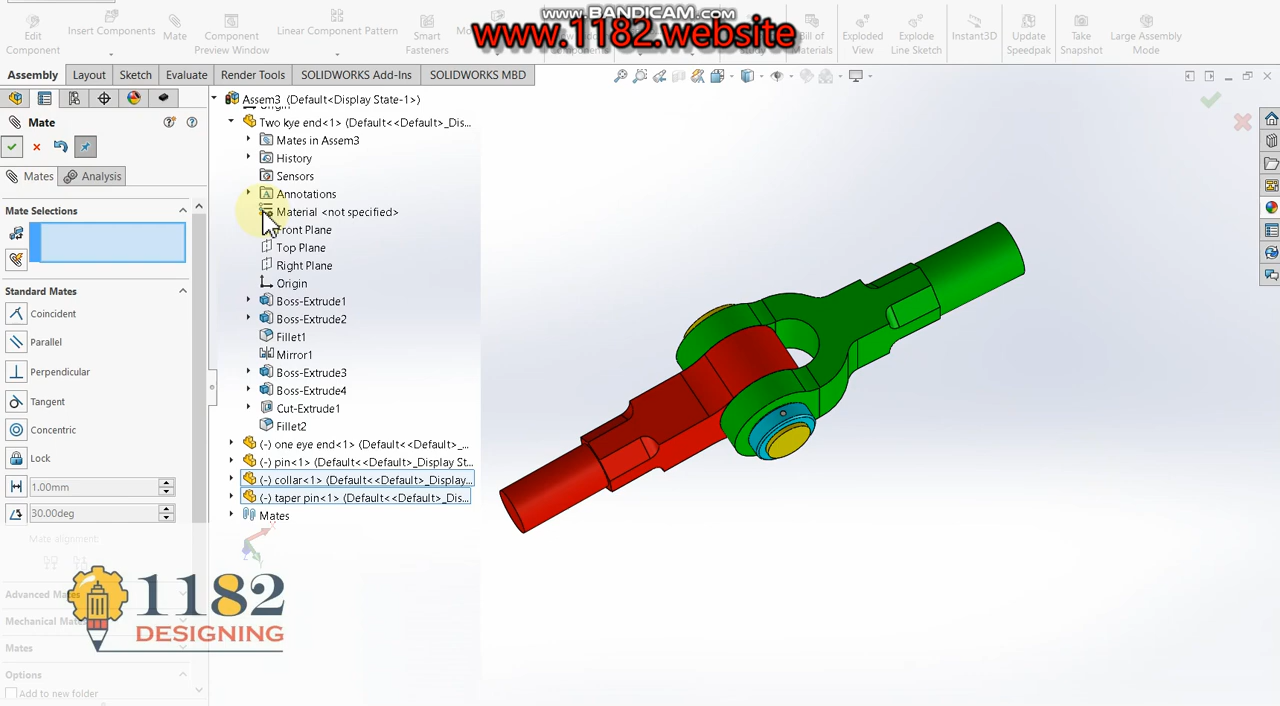 www.BANDICAM.com
www.1182.website
Edit
Component
Insert Components
Mate
Component
Preview Window
Linear Component Pattern
Smart
Fasteners
Bill of
Materials
Exploded
View
Explode
Line Sketch
Instant3D
Update
Speedpak
Take
Snapshot
Large Assembly
Mode
Assembly
Layout
Sketch
Evaluate
Render Tools
SOLIDWORKS Add-Ins
SOLIDWORKS MBD
Mate
Mates
Analysis
Mate Selections
Standard Mates
Coincident
Parallel
Perpendicular
Tangent
Concentric
Lock
1.00mm
30.00deg
Mate alignment:
Advanced Mates
Mechanical Mates
Mates
Options
Add to new folder
Assem3 (Default<Display State-1>)
Origin
Two kye end<1> (Default<<Default>_Dis...
Mates in Assem3
History
Sensors
Annotations
Material <not specified>
Front Plane
Top Plane
Right Plane
Origin
Boss-Extrude1
Boss-Extrude2
Fillet1
Mirror1
Boss-Extrude3
Boss-Extrude4
Cut-Extrude1
Fillet2
(-) one eye end<1> (Default<<Default>_...
(-) pin<1> (Default<<Default>_Display St...
(-) collar<1> (Default<<Default>_Display...
(-) taper pin<1> (Default<<Default>_Dis...
Mates
1182
DESIGNING